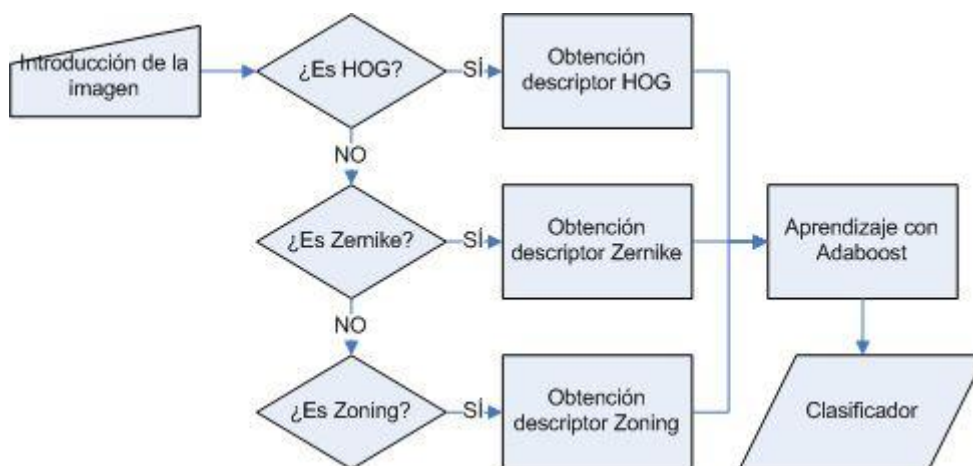 Introducción de la
imagen
¿Es HOG?
SÍ
Obtención
descriptor HOG
NO
¿Es Zernike?
SÍ
Obtención
descriptor Zernike
Aprendizaje con
Adaboost
NO
¿Es Zoning?
SÍ
Obtención
descriptor Zoning
Clasificador